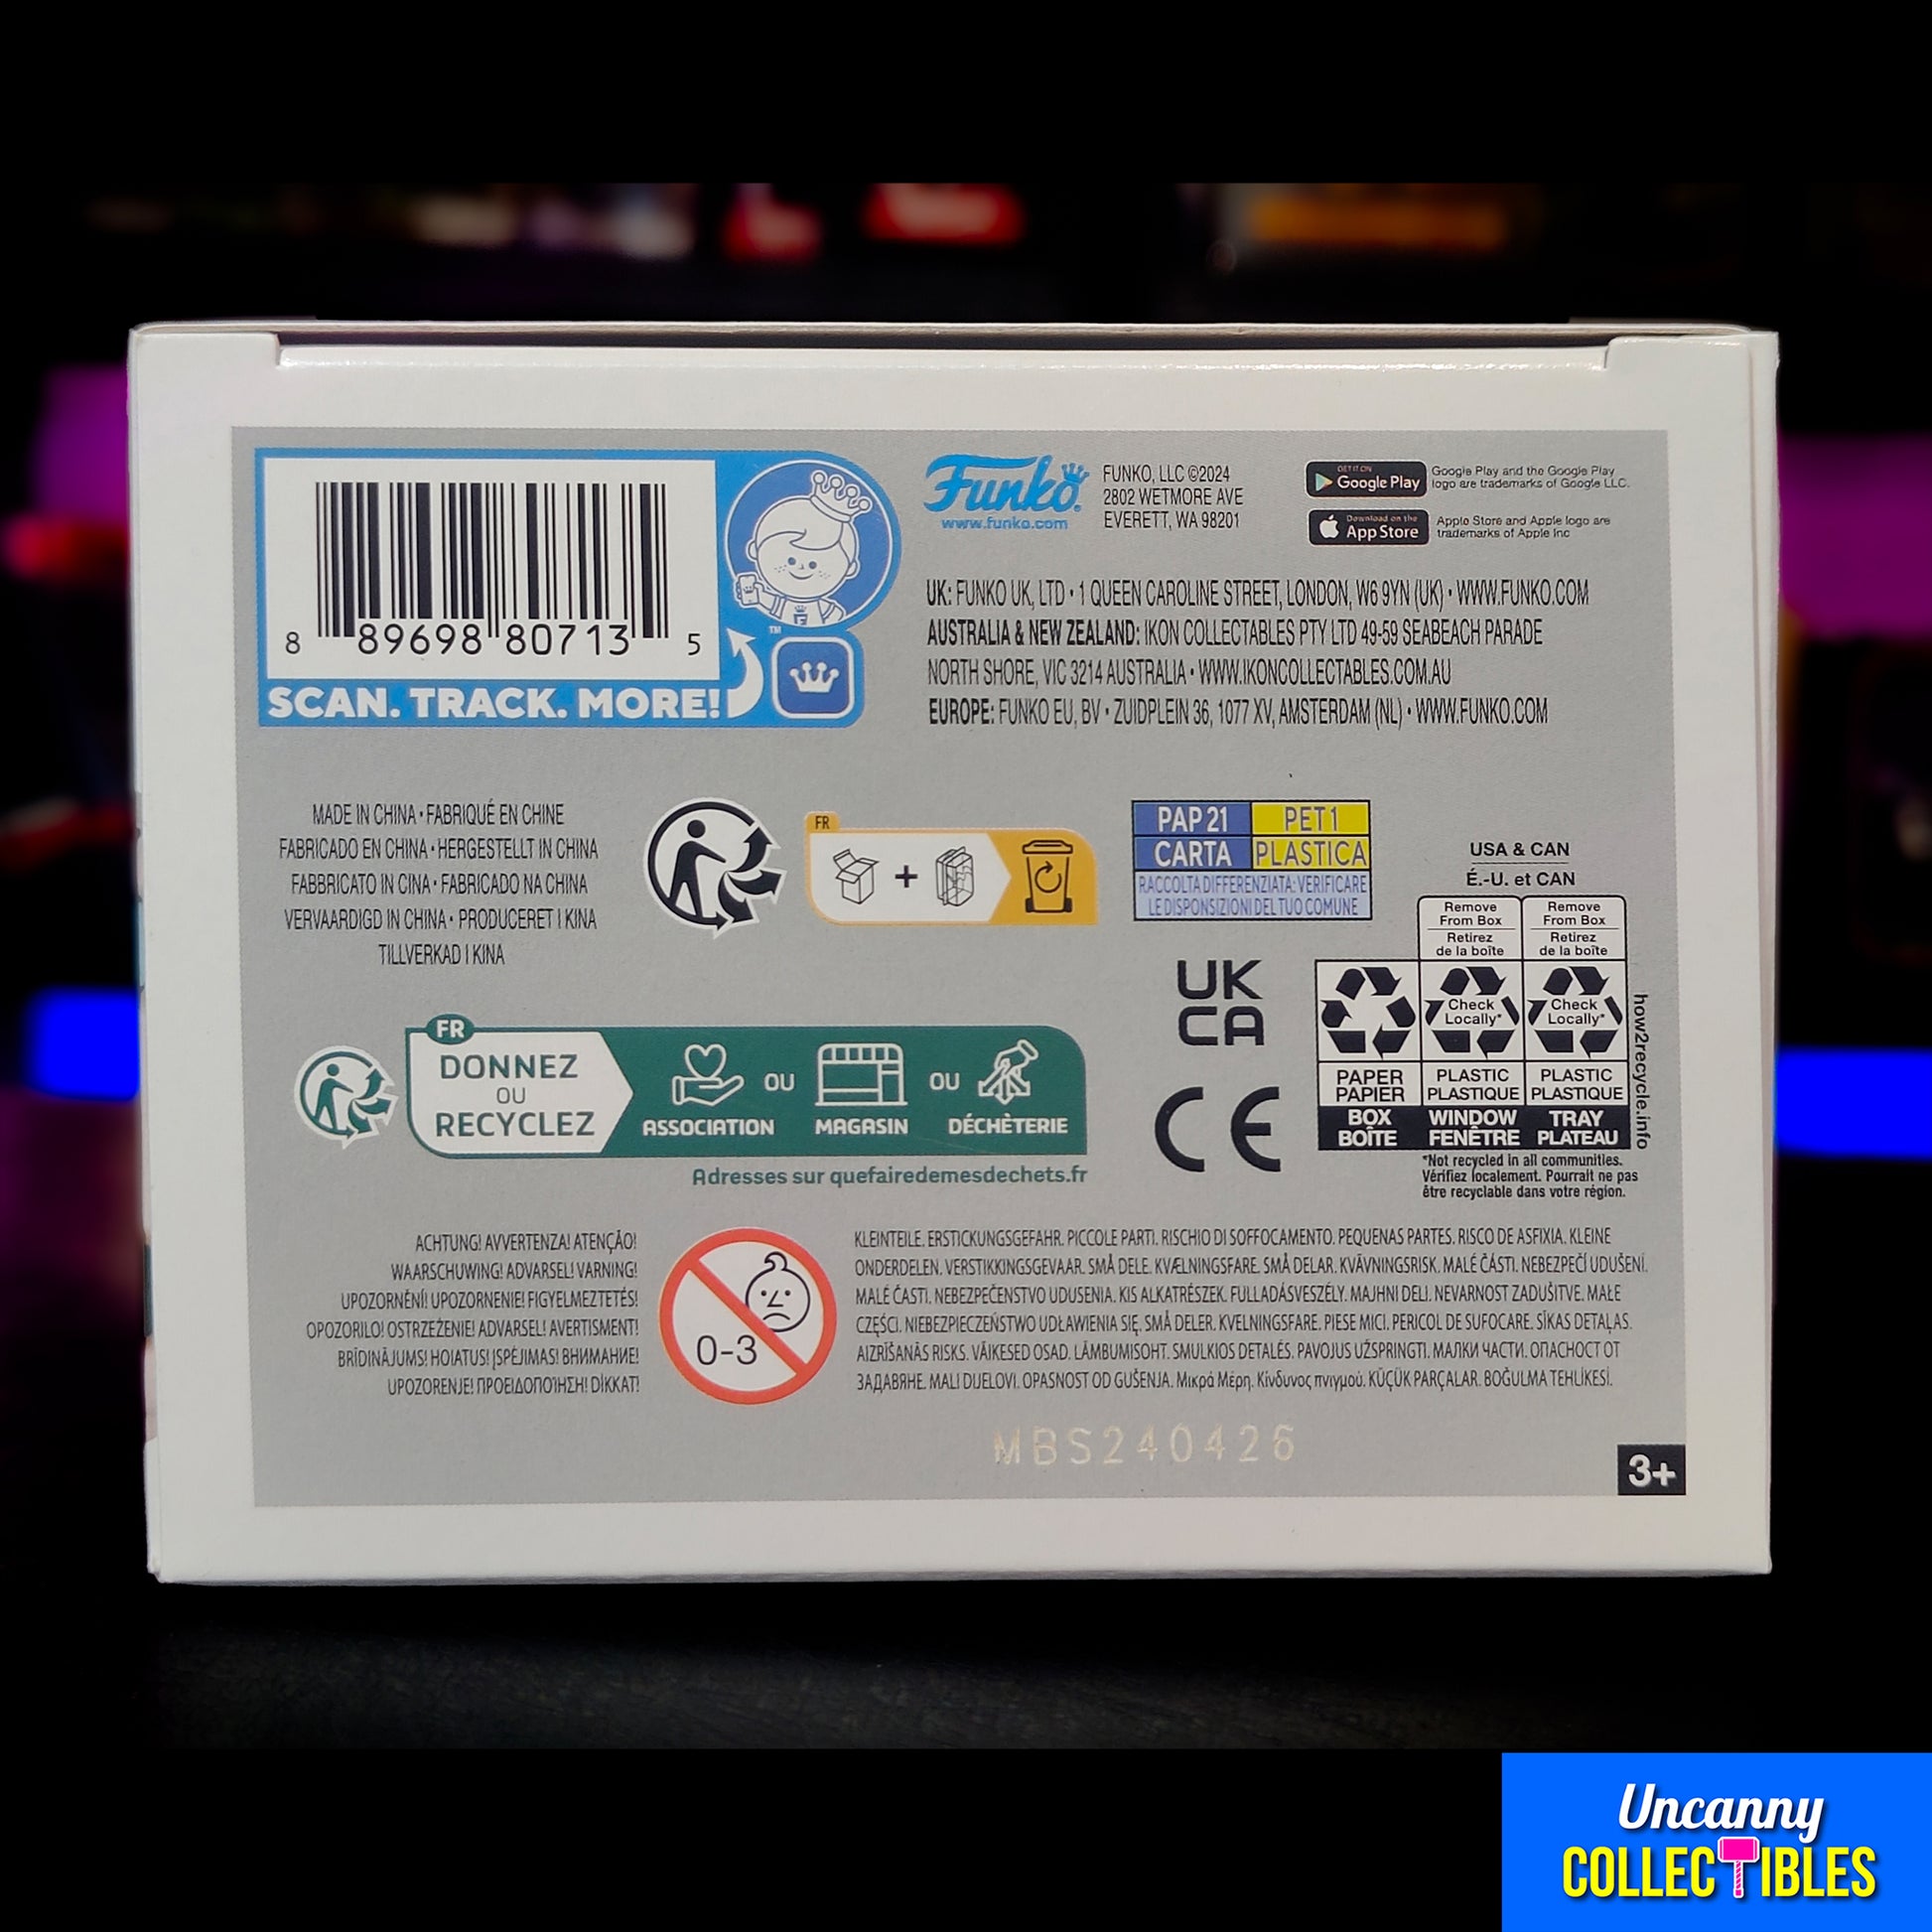 8 89698 80713 5
SCAN. TRACK. MORE!
™
Funko
www.funko.com
FUNKO, LLC ©2024
2802 WETMORE AVE
EVERETT, WA 98201
GET IT ON
Google Play
Google Play and the Google Play
logo are trademarks of Google LLC.
Download on the
App Store
Apple Store and Apple logo are
trademarks of Apple Inc
UK: FUNKO UK, LTD • 1 QUEEN CAROLINE STREET, LONDON, W6 9YN (UK) • WWW.FUNKO.COM
AUSTRALIA & NEW ZEALAND: IKON COLLECTABLES PTY LTD 49-59 SEABEACH PARADE
NORTH SHORE, VIC 3214 AUSTRALIA • WWW.IKONCOLLECTABLES.COM.AU
EUROPE: FUNKO EU, BV • ZUIDPLEIN 36, 1077 XV, AMSTERDAM (NL) • WWW.FUNKO.COM
MADE IN CHINA • FABRIQUÉ EN CHINE
FABRICADO EN CHINA • HERGESTELLT IN CHINA
FABBRICATO IN CINA • FABRICADO NA CHINA
VERVAARDIGD IN CHINA • PRODUCERET I KINA
TILLVERKAD I KINA
FR
PAP 21 PET 1
CARTA PLASTICA
RACCOLTA DIFFERENZIATA: VERIFICARE
LE DISPOSIZIONI DEL TUO COMUNE
USA & CAN
É.-U. et CAN
Remove From Box
Retirez de la boîte
Remove From Box
Retirez de la boîte
Check Locally*
Check Locally*
PAPER PAPIER
PLASTIC PLASTIQUE
PLASTIC PLASTIQUE
BOX BOÎTE
WINDOW FENÊTRE
TRAY PLATEAU
how2recycle.info
*Not recycled in all communities.
Vérifiez localement. Pourrait ne pas
être recyclable dans votre région.
UK
CA
CE
FR
DONNEZ
OU
RECYCLEZ
ASSOCIATION OU MAGASIN OU DÉCHÈTERIE
Adresses sur quefairedemesdechets.fr
ACHTUNG! AVVERTENZA! ATENÇÃO!
WAARSCHUWING! ADVARSEL! VARNING!
UPOZORNÉNÍ! UPOZORNENIE! FIGYELMEZTETÉS!
OPOZORILO! OSTRZEŻENIE! ADVARSEL! AVERTISMENT!
BRĪDINĀJUMS! HOIATUS! ĮSPĖJIMAS! ВНИМАНИЕ!
UPOZORENJE! ΠΡΟΕΙΔΟΠΟΊΗΣΗ! DİKKAT!
0-3
KLEINTEILE. ERSTICKUNGSGEFAHR. PICCOLE PARTI. RISCHIO DI SOFFOCAMENTO. PEQUENAS PARTES. RISCO DE ASFIXIA. KLEINE
ONDERDELEN. VERSTIKKINGSGEVAAR. SMÅ DELE. KVÆLNINGSFARE. SMÅ DELAR. KVÄVNINGSRISK. MALÉ ČÁSTI. NEBEZPEČÍ UDUŠENÍ.
MALÉ ČASTI. NEBEZPEČENSTVO UDUSENIA. KIS ALKATRÉSZEK. FULLADÁSVESZÉLY. MAJHNI DELI. NEVARNOST ZADUŠITVE. MAŁE
CZĘŚCI. NIEBEZPIECZEŃSTWO UDŁAWIENIA SIĘ. SMÅ DELER. KVELNINGSFARE. PIESE MICI. PERICOL DE SUFOCARE. SĪKAS DETAĻAS.
AIZRĪŠANĀS RISKS. VÄIKESED OSAD. LÄMBUMISOHT. SMULKIOS DETALĖS. PAVOJUS UŽSPRINGTI. МАЛКИ ЧАСТИ. ОПАСНОСТ ОТ
ЗАДАВЯНЕ. MALI DIJELOVI. OPASNOST OD GUŠENJA. Μικρά Μέρη. Κίνδυνος πνιγμού. KÜÇÜK PARÇALAR. BOĞULMA TEHLİKESİ.
MBS240426
3+
Uncanny
COLLECTIBLES